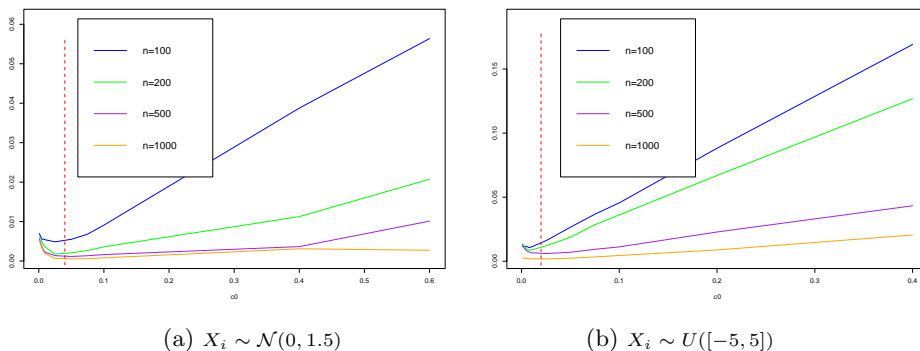 0.00 0.01 0.02 0.03 0.04 0.05 0.06
n=100
n=200
n=500
n=1000
0.0 0.1 0.2 0.3 0.4 0.5 0.6
c0
(a) X_i ∼ N(0, 1.5)
0.00 0.05 0.10 0.15
n=100
n=200
n=500
n=1000
0.0 0.1 0.2 0.3 0.4
c0
(b) X_i ∼ U([−5, 5])